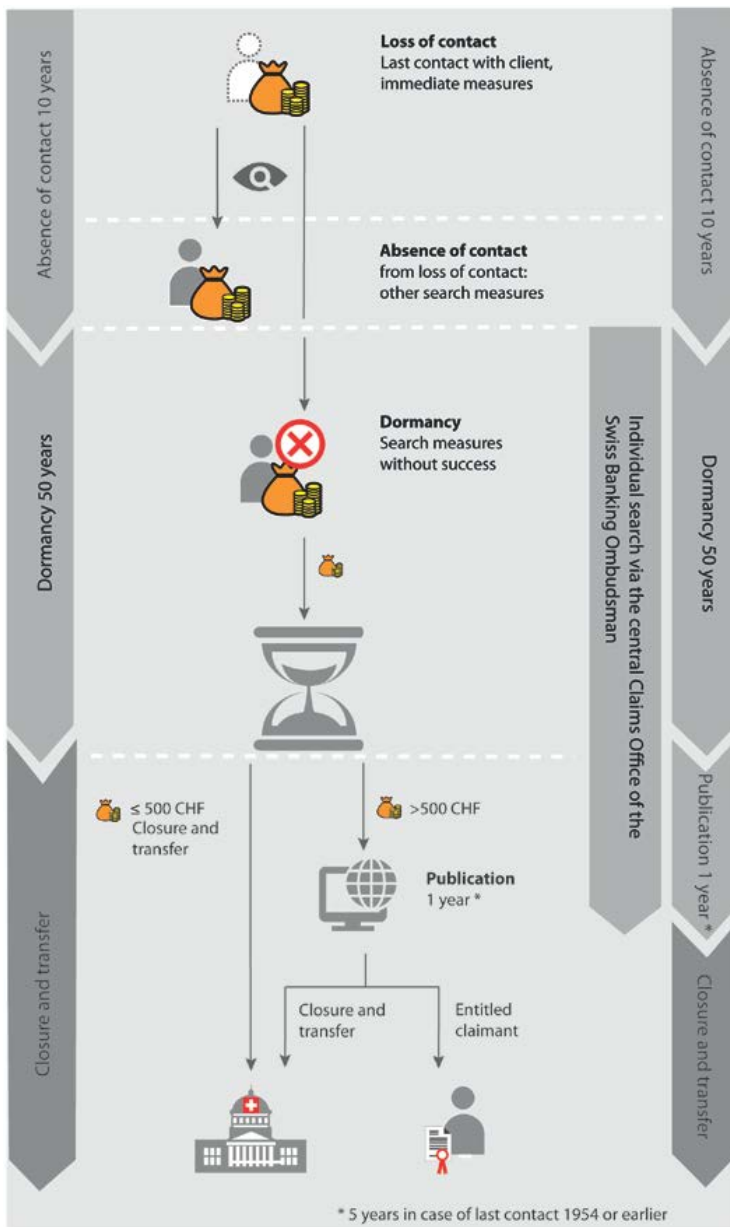 Loss of contact
Last contact with client,
immediate measures
Absence of contact 10 years
Absence of contact 10 years
Absence of contact
from loss of contact:
other search measures
Dormancy
Search measures
without success
Dormancy 50 years
Individual search via the central Claims Office of the
Swiss Banking Ombudsman
Dormancy 50 years
≤ 500 CHF
Closure and
transfer
>500 CHF
Publication
1 year *
Publication 1 year *
Closure and
transfer
Entitled
claimant
Closure and transfer
Closure and transfer
* 5 years in case of last contact 1954 or earlier